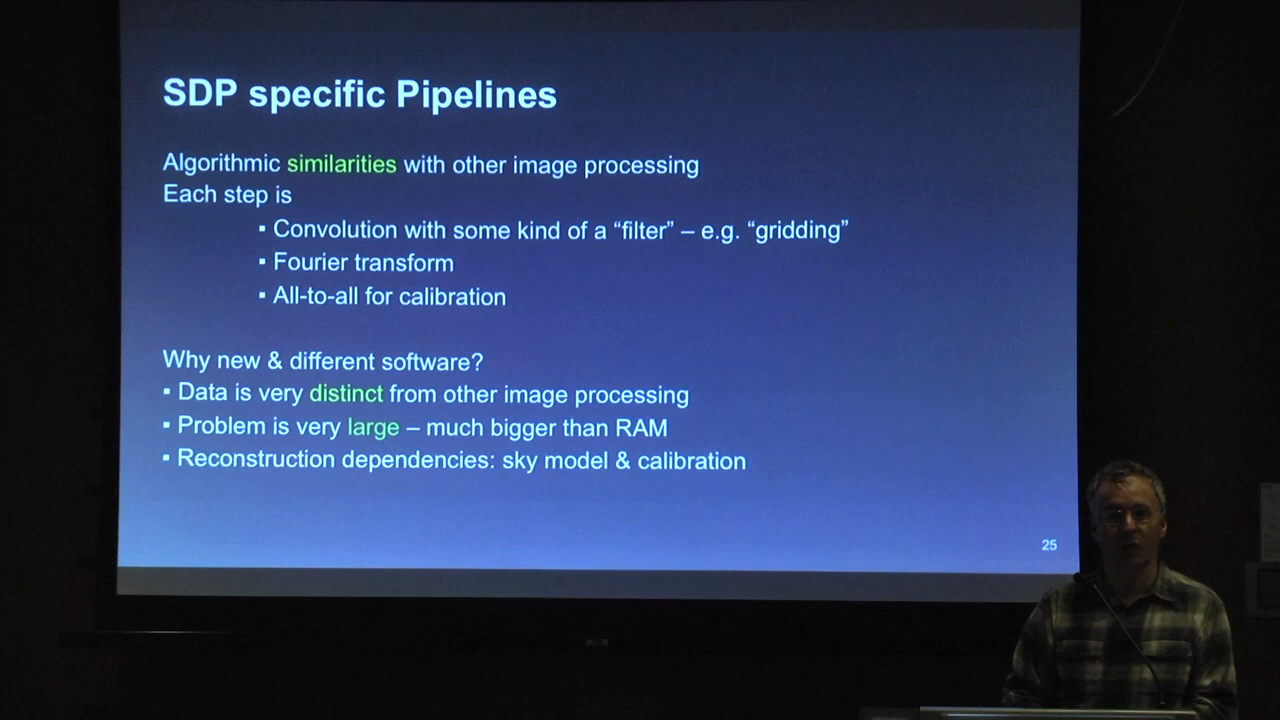 SDP specific Pipelines
Algorithmic similarities with other image processing
Each step is
▪ Convolution with some kind of a “filter” – e.g. “gridding”
▪ Fourier transform
▪ All-to-all for calibration
Why new & different software?
▪ Data is very distinct from other image processing
▪ Problem is very large – much bigger than RAM
▪ Reconstruction dependencies: sky model & calibration
25